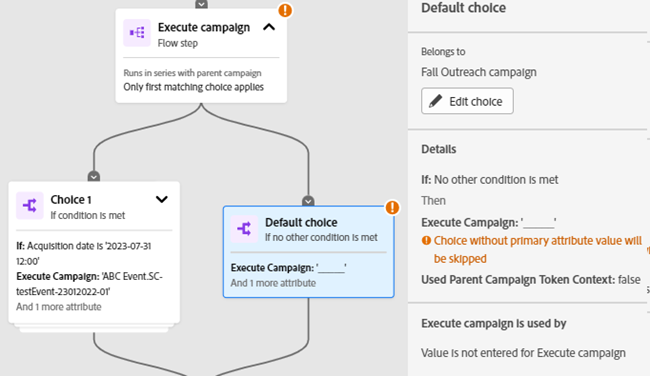 Execute campaign
Flow step
Runs in series with parent campaign
Only first matching choice applies
Choice 1
If condition is met
If: Acquisition date is '2023-07-31
12:00'
Execute Campaign: 'ABC Event.SC-
testEvent-23012022-01'
And 1 more attribute
Default choice
If no other condition is met
Execute Campaign: '_____'
And 1 more attribute
Default choice
Belongs to
Fall Outreach campaign
Edit choice
Details
If: No other condition is met
Then
Execute Campaign: '_____'
Choice without primary attribute value will
be skipped
Used Parent Campaign Token Context: false
Execute campaign is used by
Value is not entered for Execute campaign